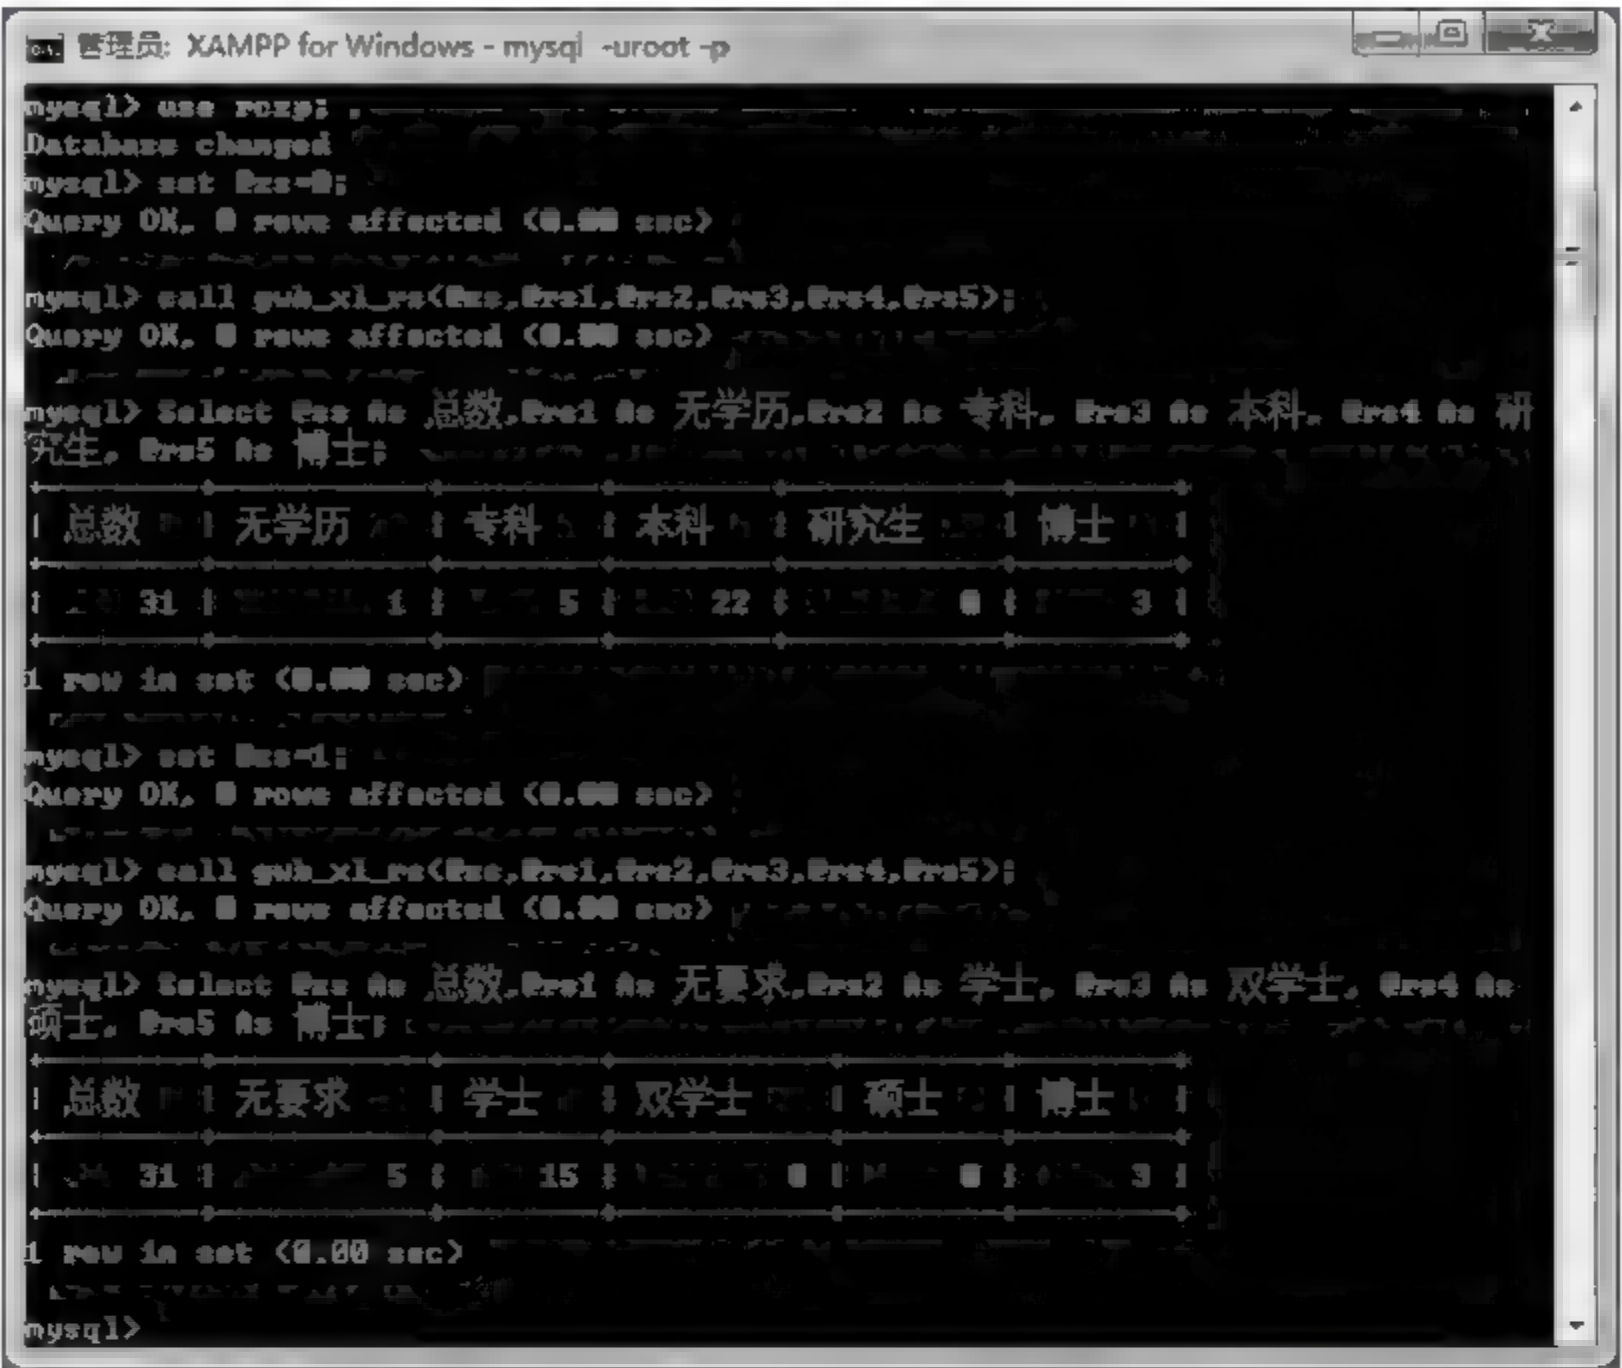 管理员: XAMPP for Windows - mysql -uroot -p
mysql> use rczp;
Database changed
mysql> set @zs=0;
Query OK, 0 rows affected (0.00 sec)
mysql> call gwb_xl_rs(@zs,@rs1,@rs2,@rs3,@rs4,@rs5);
Query OK, 0 rows affected (0.00 sec)
mysql> Select @zs As 总数,@rs1 As 无学历,@rs2 As 专科, @rs3 As 本科, @rs4 As 研
究生, @rs5 As 博士;
| 总数 | 无学历 | 专科 | 本科 | 研究生 | 博士 |
| 31 | 1 | 5 | 22 | 0 | 3 |
1 row in set (0.00 sec)
mysql> set @zs=1;
Query OK, 0 rows affected (0.00 sec)
mysql> call gwb_xl_rs(@zs,@rs1,@rs2,@rs3,@rs4,@rs5);
Query OK, 0 rows affected (0.00 sec)
mysql> Select @zs As 总数,@rs1 As 无要求,@rs2 As 学士, @rs3 As 双学士, @rs4 As
硕士, @rs5 As 博士;
| 总数 | 无要求 | 学士 | 双学士 | 硕士 | 博士 |
| 31 | 5 | 15 | 0 | 0 | 3 |
1 row in set (0.00 sec)
mysql>